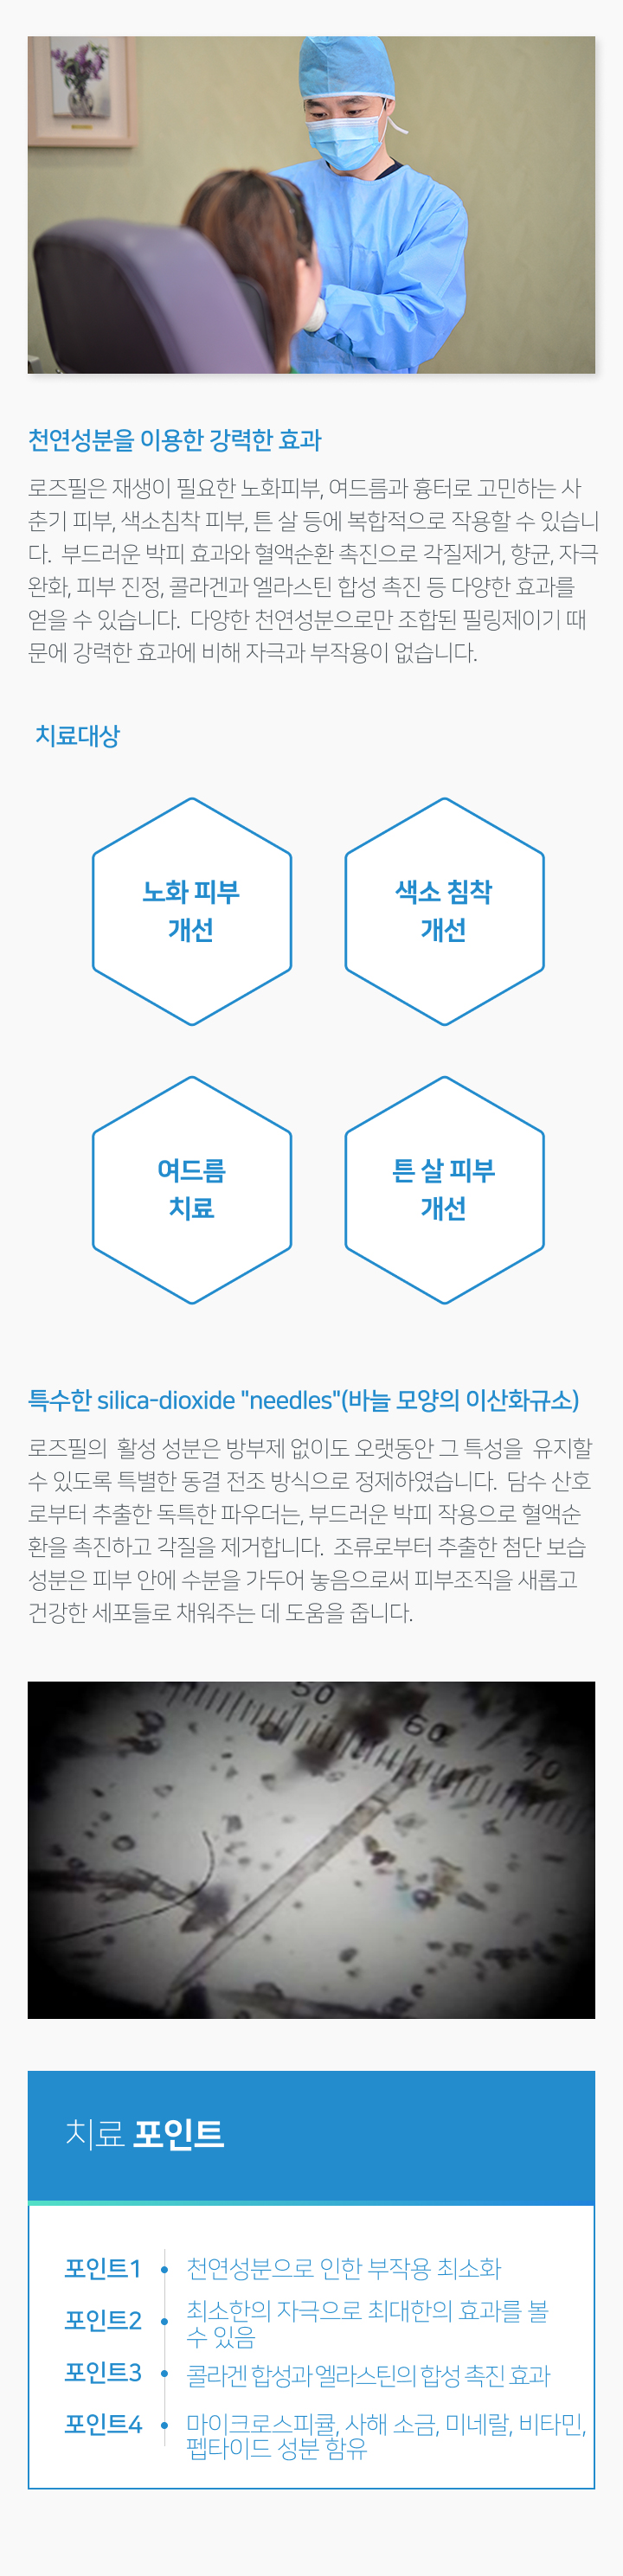 천연성분을 이용한 강력한 효과
로즈필은 재생이 필요한 노화피부, 여드름과 흉터로 고민하는 사
춘기 피부, 색소침착 피부, 튼 살 등에 복합적으로 작용할 수 있습니
다. 부드러운 박피 효과와 혈액순환 촉진으로 각질제거, 항균, 자극
완화, 피부 진정, 콜라겐과 엘라스틴 합성 촉진 등 다양한 효과를
얻을 수 있습니다. 다양한 천연성분으로만 조합된 필링제이기 때
문에 강력한 효과에 비해 자극과 부작용이 없습니다.
치료대상
노화 피부
개선
색소 침착
개선
여드름
치료
튼 살 피부
개선
특수한 silica-dioxide "needles"(바늘 모양의 이산화규소)
로즈필의 활성 성분은 방부제 없이도 오랫동안 그 특성을 유지할
수 있도록 특별한 동결 전조 방식으로 정제하였습니다. 담수 산호
로부터 추출한 독특한 파우더는, 부드러운 박피 작용으로 혈액순
환을 촉진하고 각질을 제거합니다. 조류로부터 추출한 첨단 보습
성분은 피부 안에 수분을 가두어 놓음으로써 피부조직을 새롭고
건강한 세포들로 채워주는 데 도움을 줍니다.
50
60
70
치료 포인트
포인트1 • 천연성분으로 인한 부작용 최소화
포인트2 • 최소한의 자극으로 최대한의 효과를 볼
수 있음
포인트3 • 콜라겐 합성과 엘라스틴의 합성 촉진 효과
포인트4 • 마이크로스피큘, 사해 소금, 미네랄, 비타민,
펩타이드 성분 함유